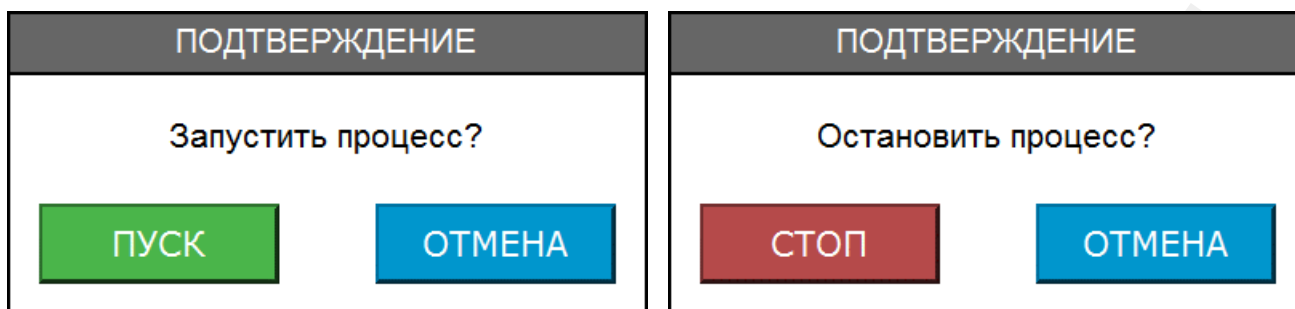 ПОДТВЕРЖДЕНИЕ
Запустить процесс?
ПУСК
ОТМЕНА
ПОДТВЕРЖДЕНИЕ
Остановить процесс?
СТОП
ОТМЕНА